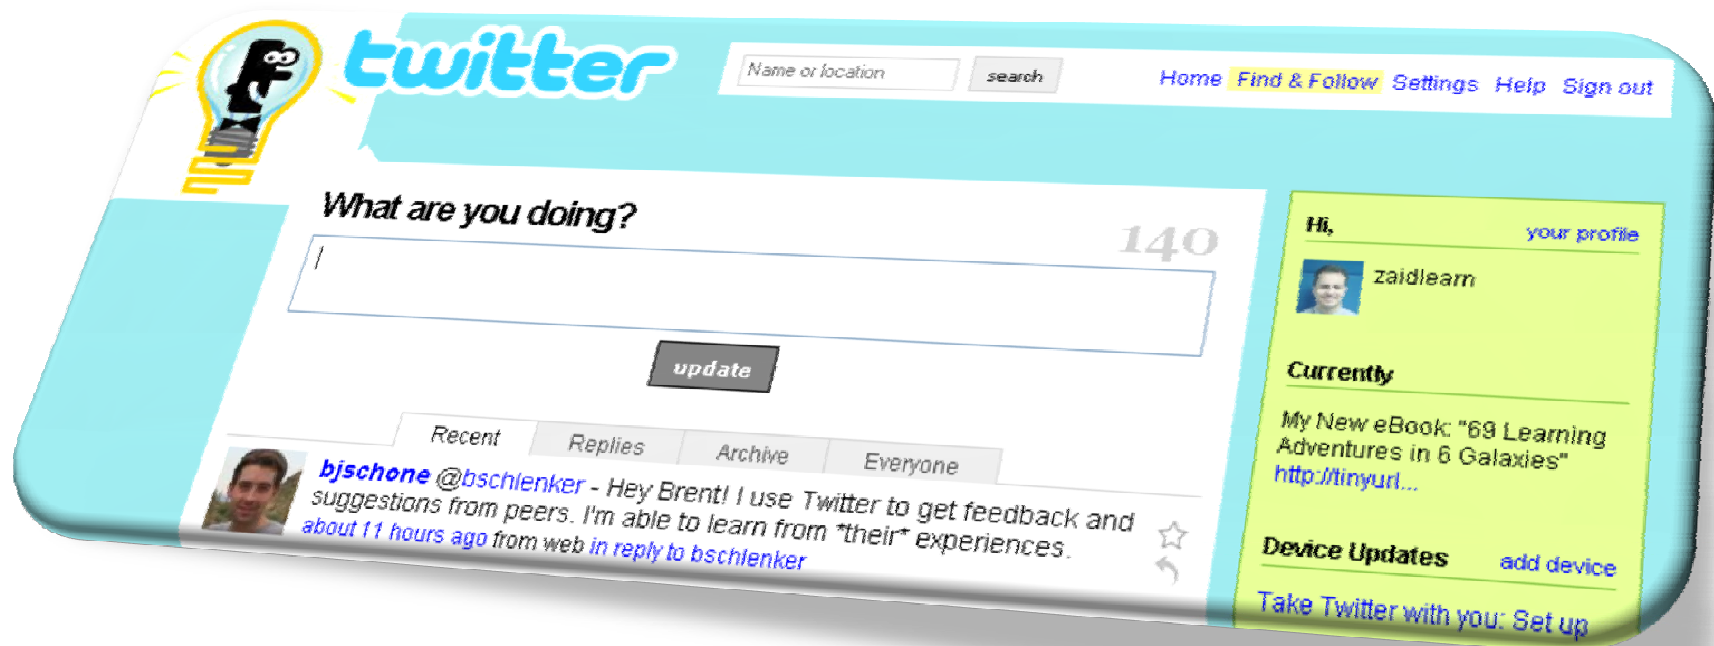 twitter
Name or location search
Home Find & Follow Settings Help Sign out
What are you doing?
140
update
Recent Replies Archive Everyone
bjschone @bschlenker - Hey Brent! I use Twitter to get feedback and
suggestions from peers. I'm able to learn from *their* experiences.
about 11 hours ago from web in reply to bschlenker
Hi, your profile
zaidlearn
Currently
My New eBook: "69 Learning
Adventures in 6 Galaxies"
http://tinyurl...
Device Updates add device
Take Twitter with you: Set up